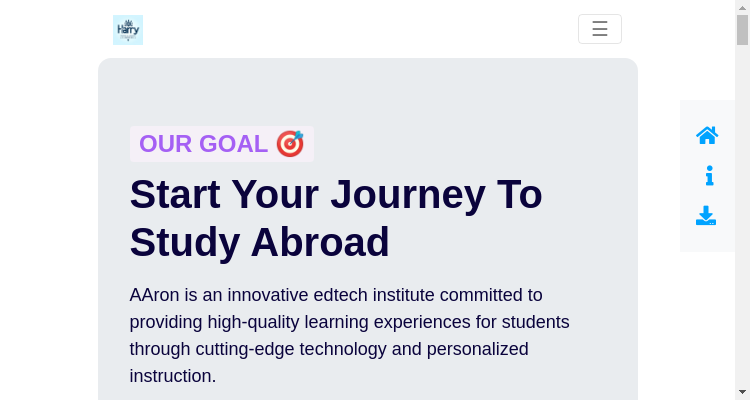 Harry
OUR GOAL 🎯
Start Your Journey To
Study Abroad
AAron is an innovative edtech institute committed to
providing high-quality learning experiences for students
through cutting-edge technology and personalized
instruction.